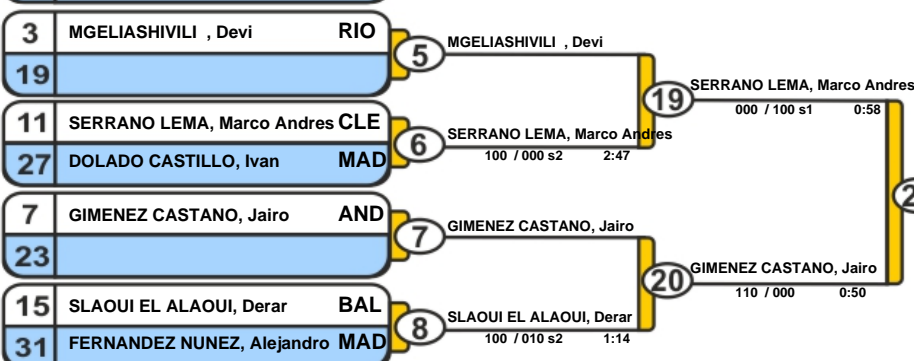 3 MGELIASHIVILI , Devi RIO
19
5
MGELIASHIVILI , Devi
11 SERRANO LEMA, Marco Andres CLE
27 DOLADO CASTILLO, Ivan MAD
6
SERRANO LEMA, Marco Andres
100 / 000 s2 2:47
19
SERRANO LEMA, Marco Andres
000 / 100 s1 0:58
7 GIMENEZ CASTANO, Jairo AND
23
7
GIMENEZ CASTANO, Jairo
15 SLAOUI EL ALAOUI, Derar BAL
31 FERNANDEZ NUNEZ, Alejandro MAD
8
SLAOUI EL ALAOUI, Derar
100 / 010 s2 1:14
20
GIMENEZ CASTANO, Jairo
110 / 000 0:50